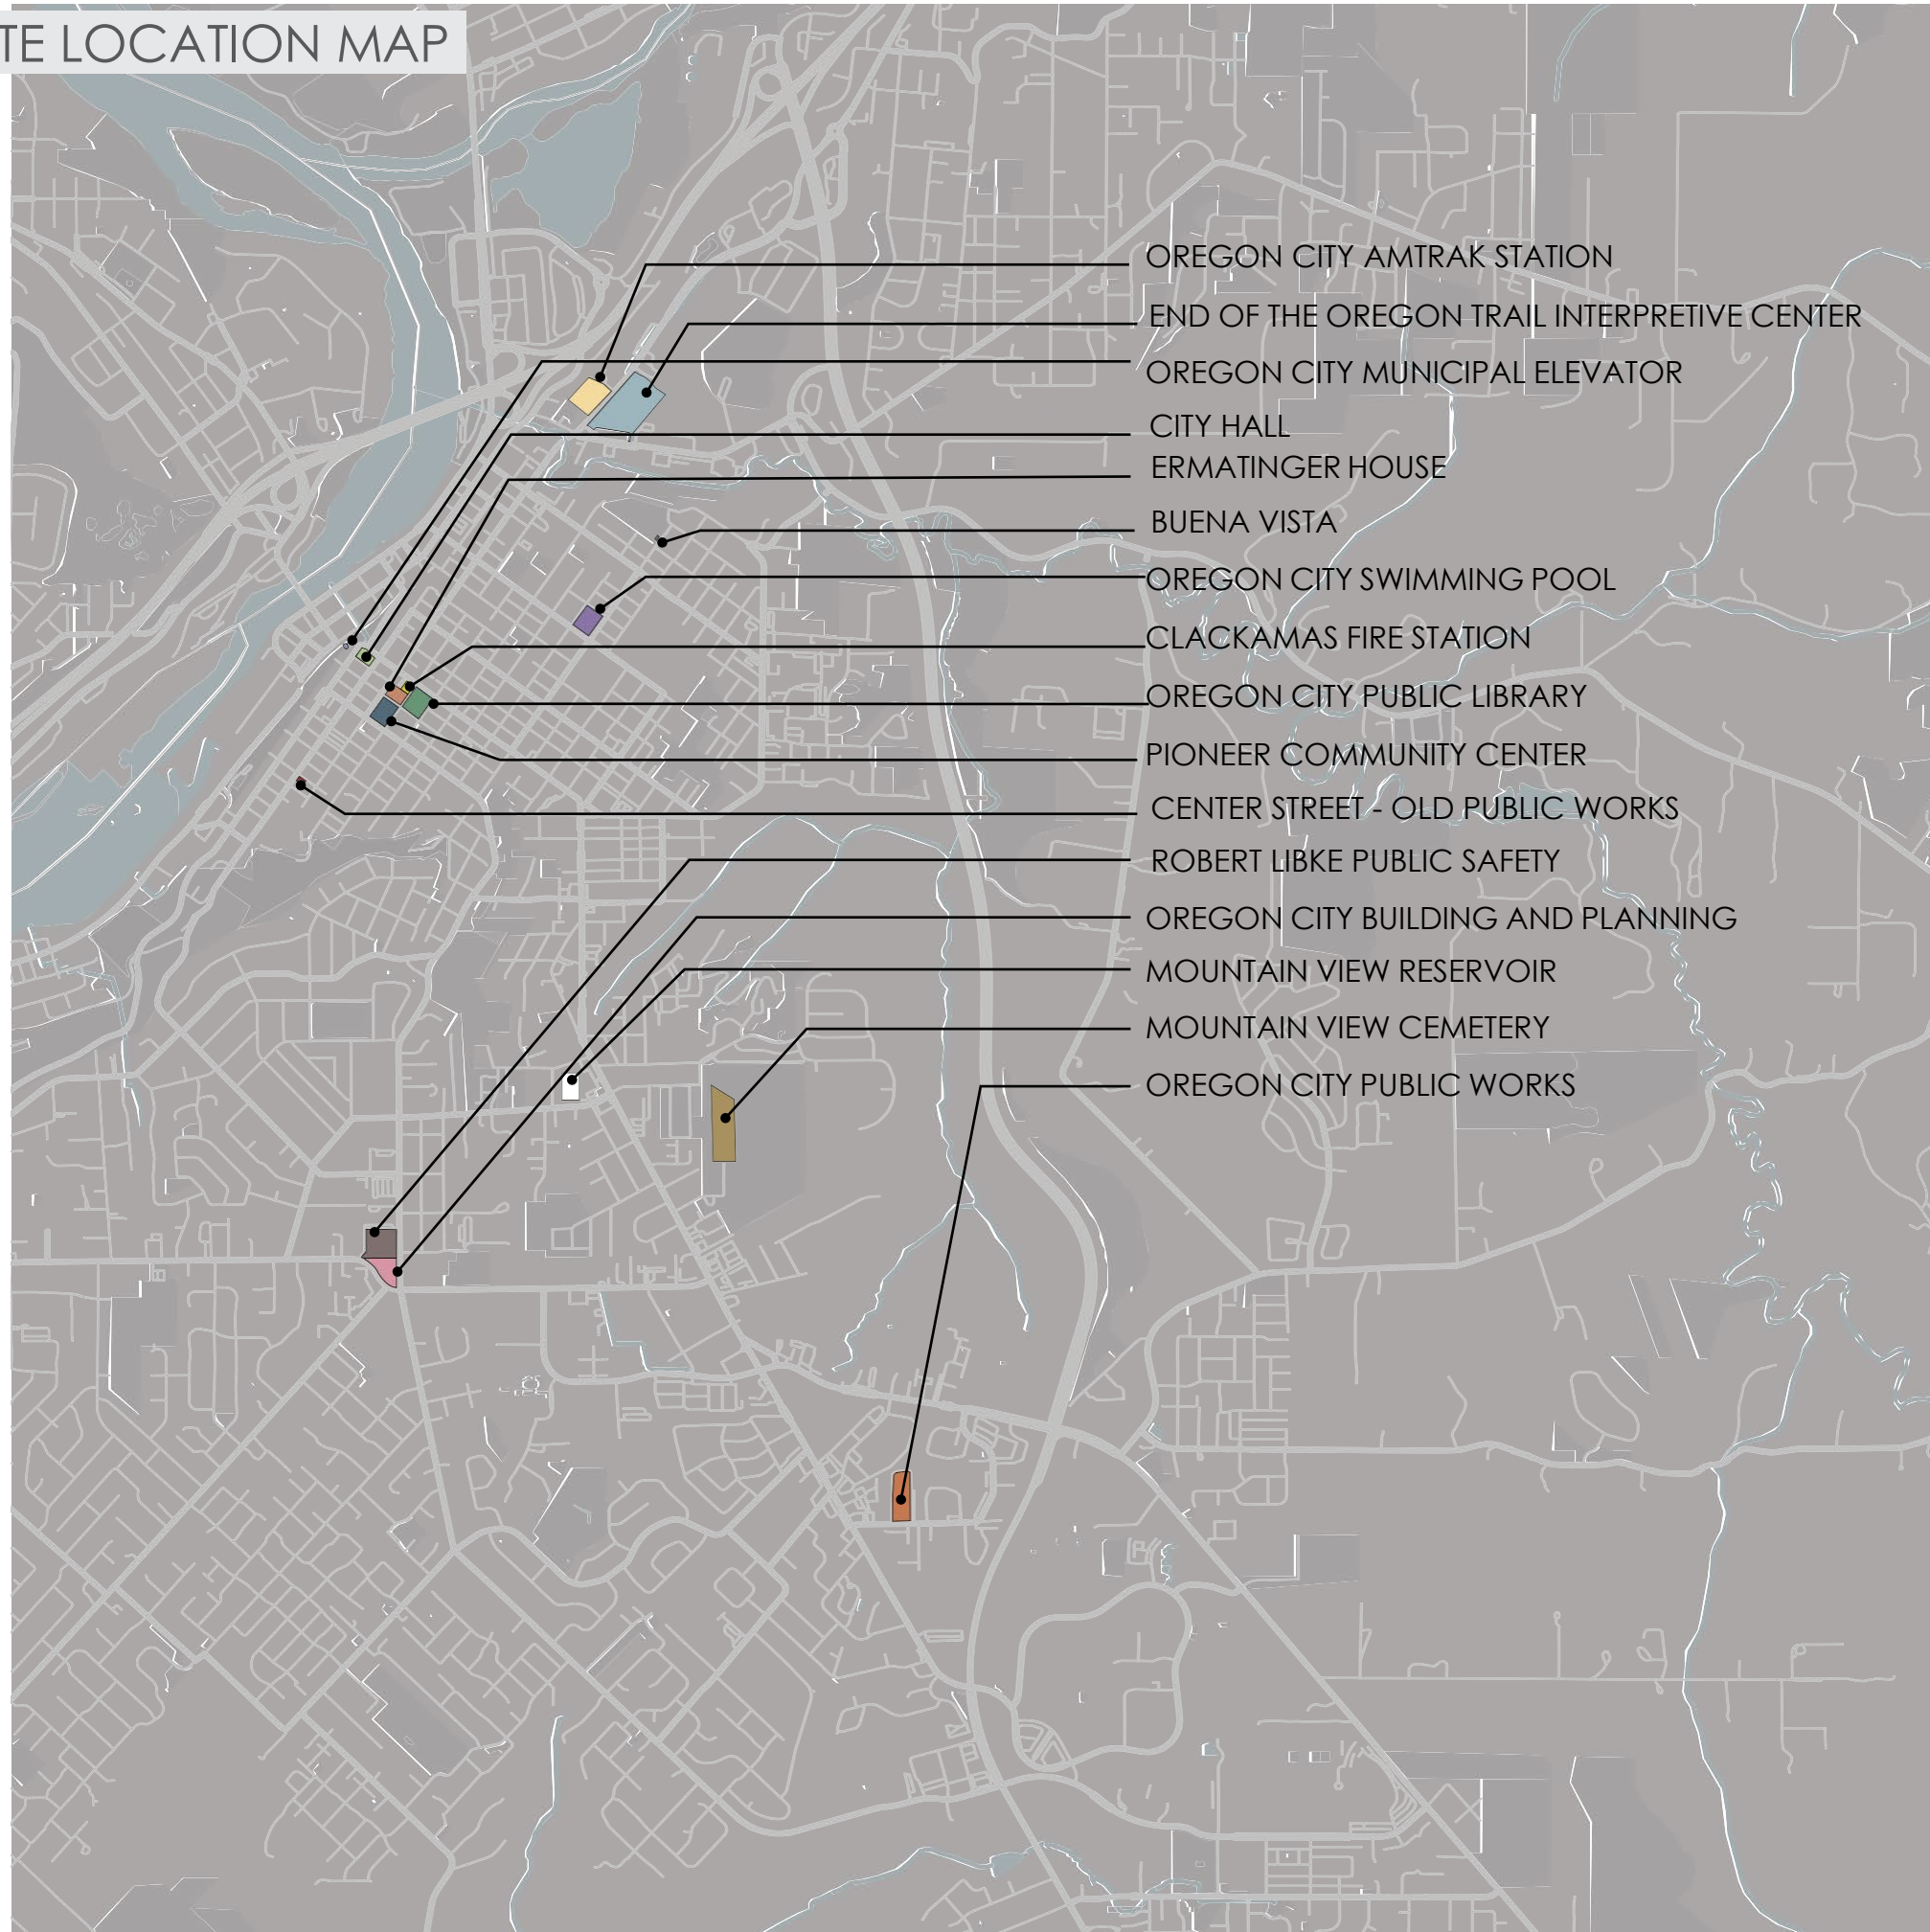 TE LOCATION MAP
OREGON CITY AMTRAK STATION
END OF THE OREGON TRAIL INTERPRETIVE CENTER
OREGON CITY MUNICIPAL ELEVATOR
CITY HALL
ERMATINGER HOUSE
BUENA VISTA
OREGON CITY SWIMMING POOL
CLACKAMAS FIRE STATION
OREGON CITY PUBLIC LIBRARY
PIONEER COMMUNITY CENTER
CENTER STREET - OLD PUBLIC WORKS
ROBERT LIBKE PUBLIC SAFETY
OREGON CITY BUILDING AND PLANNING
MOUNTAIN VIEW RESERVOIR
MOUNTAIN VIEW CEMETERY
OREGON CITY PUBLIC WORKS